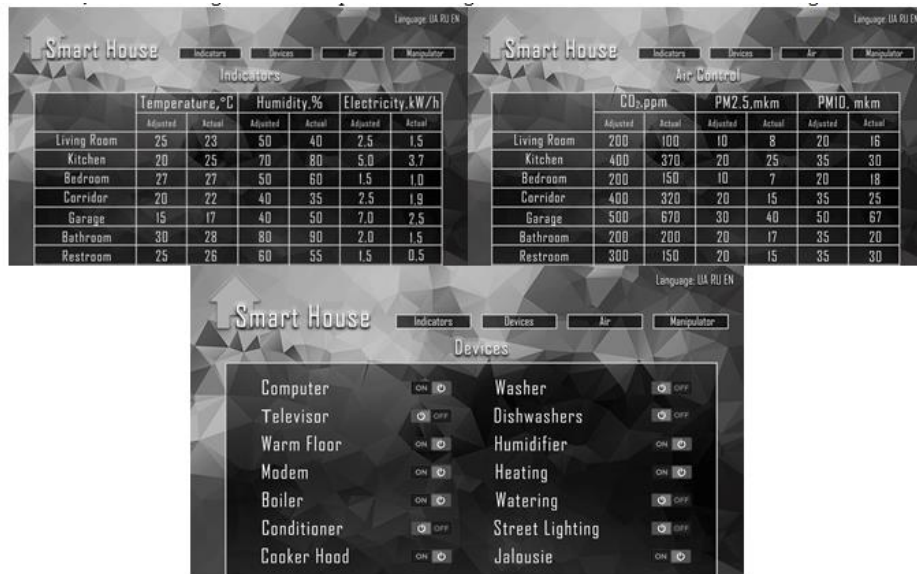 Language: UA RU EN
Smart House
Indicators Devices Air Manipulator
Indicators
Temperature,°C Humidity,% Electricity,kW/h
Adjusted Actual Adjusted Actual Adjusted Actual
Living Room 25 23 50 40 2.5 1.5
Kitchen 20 25 70 80 5.0 3.7
Bedroom 27 27 50 60 1.5 1.0
Corridor 20 22 40 35 2.5 1.9
Garage 15 17 40 50 7.0 2.5
Bathroom 30 28 80 90 2.0 1.5
Restroom 25 26 60 55 1.5 0.5
Language: UA RU EN
Smart House
Indicators Devices Air Manipulator
Air Control
CO₂,ppm PM2.5,mkm PM10, mkm
Adjusted Actual Adjusted Actual Adjusted Actual
Living Room 200 100 10 8 20 16
Kitchen 400 370 20 25 35 30
Bedroom 200 150 10 7 20 18
Corridor 400 320 20 15 35 25
Garage 500 670 30 40 50 67
Bathroom 200 200 20 17 35 20
Restroom 300 150 20 15 35 30
Language: UA RU EN
Smart House
Indicators Devices Air Manipulator
Devices
Computer ON Washer OFF
Televisor OFF Dishwashers OFF
Warm Floor ON Humidifier ON
Modem ON Heating ON
Boiler ON Watering OFF
Conditioner OFF Street Lighting OFF
Cooker Hood ON Jalousie ON